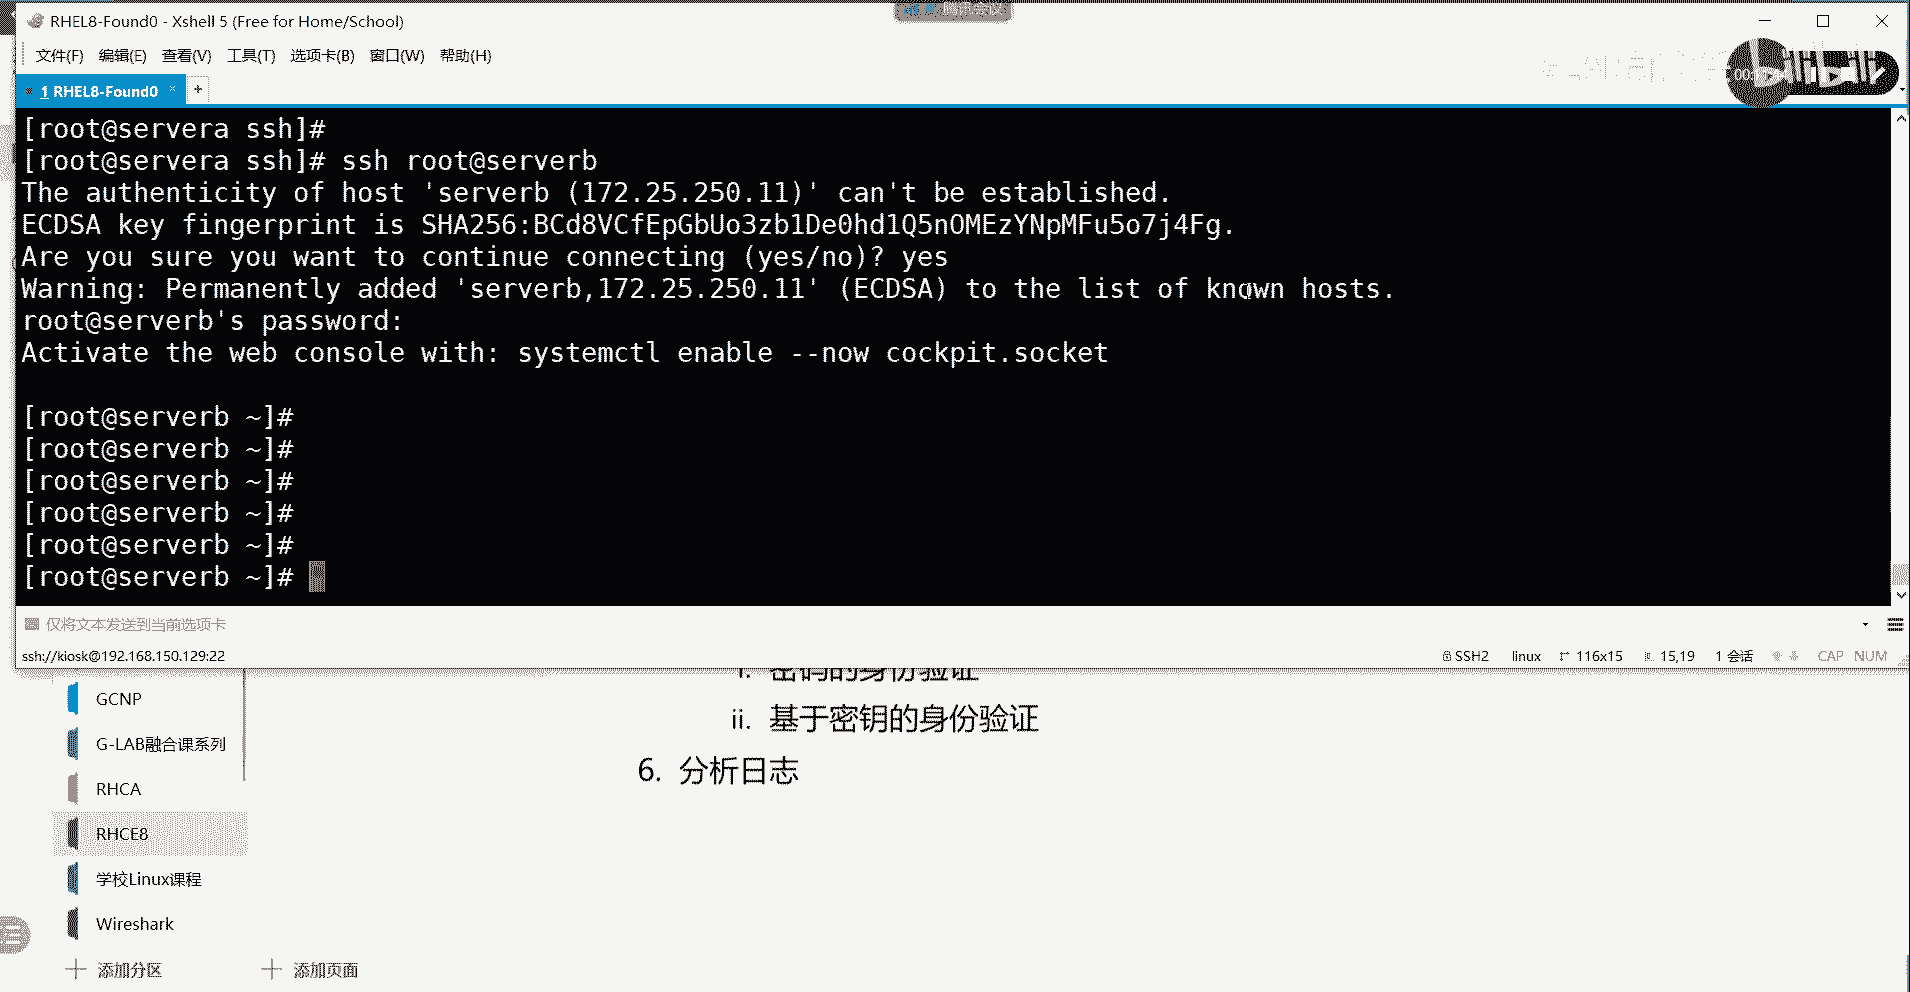 RHEL8-Found0 - Xshell 5 (Free for Home/School)
文件(F) 编辑(E) 查看(V) 工具(T) 选项卡(B) 窗口(W) 帮助(H)
1 RHEL8-Found0 × +
[root@servera ssh]#
[root@servera ssh]# ssh root@serverb
The authenticity of host 'serverb (172.25.250.11)' can't be established.
ECDSA key fingerprint is SHA256:BCd8VCfEpGbUo3zb1De0hd1Q5nOMEzYNpMFu5o7j4Fg.
Are you sure you want to continue connecting (yes/no)? yes
Warning: Permanently added 'serverb,172.25.250.11' (ECDSA) to the list of known hosts.
root@serverb's password:
Activate the web console with: systemctl enable --now cockpit.socket
[root@serverb ~]#
[root@serverb ~]#
[root@serverb ~]#
[root@serverb ~]#
[root@serverb ~]#
[root@serverb ~]#
仅将文本发送到当前选项卡
ssh://kiosk@192.168.150.129:22 SSH2 linux 116x15 15,19 1 会话 CAP NUM
i. 密码的身份验证
GCNP
ii. 基于密钥的身份验证
G-LAB融合课系列
6. 分析日志
RHCA
RHCE8
学校Linux课程
Wireshark
添加分区 添加页面
bilibili